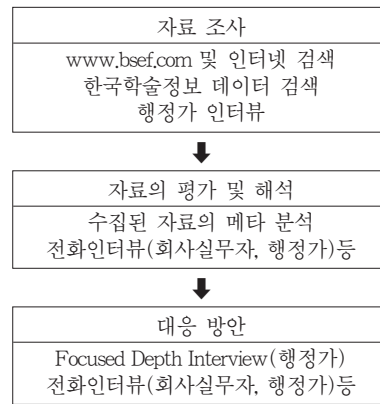 자료 조사
www.bsef.com 및 인터넷 검색
한국학술정보 데이터 검색
행정가 인터뷰
자료의 평가 및 해석
수집된 자료의 메타 분석
전화인터뷰(회사실무자, 행정가)등
대응 방안
Focused Depth Interview(행정가)
전화인터뷰(회사실무자, 행정가)등